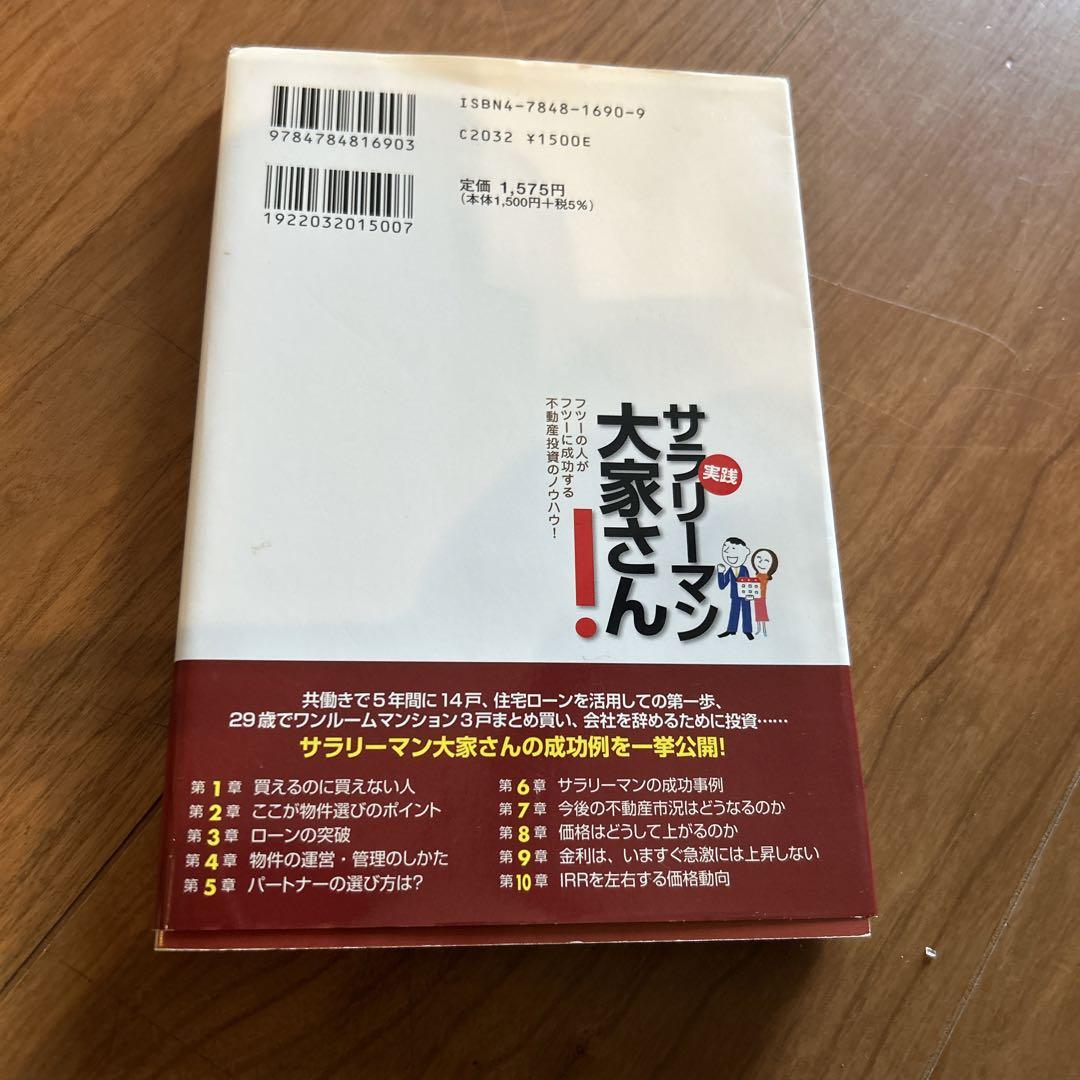 ISBN4-7848-1690-9
9784784816903
C2032 ¥1500E
定価 1,575円
(本体1,500円+税5%)
1922032015007
実践
サラリーマン
大家さん!
フツーの人が
フツーに成功する
不動産投資のノウハウ!
共働きで5年間に14戸、住宅ローンを活用しての第一歩、
29歳でワンルームマンション3戸まとめ買い、会社を辞めるために投資……
サラリーマン大家さんの成功例を一挙公開!
第1章 買えるのに買えない人
第2章 ここが物件選びのポイント
第3章 ローンの突破
第4章 物件の運営・管理のしかた
第5章 パートナーの選び方は?
第6章 サラリーマンの成功事例
第7章 今後の不動産市況はどうなるのか
第8章 価格はどうして上がるのか
第9章 金利は、いますぐ急激には上昇しない
第10章 IRRを左右する価格動向